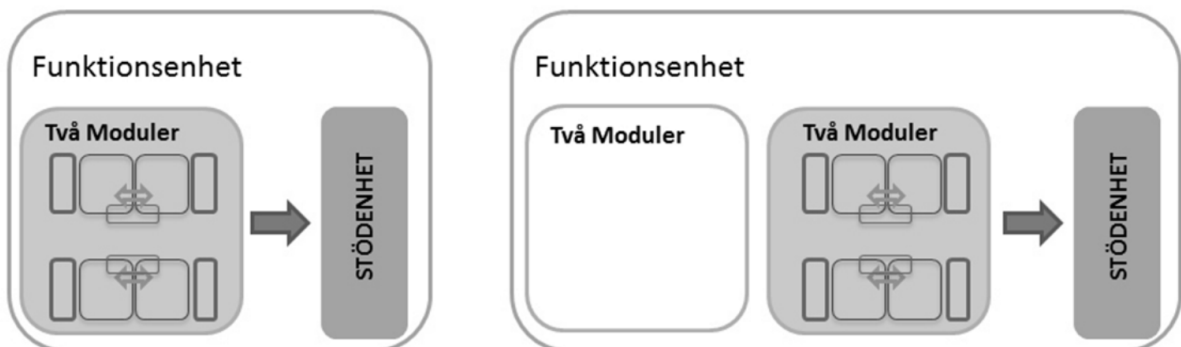 Funktionsenhet
Två Moduler
STÖDENHET
Funktionsenhet
Två Moduler
Två Moduler
STÖDENHET